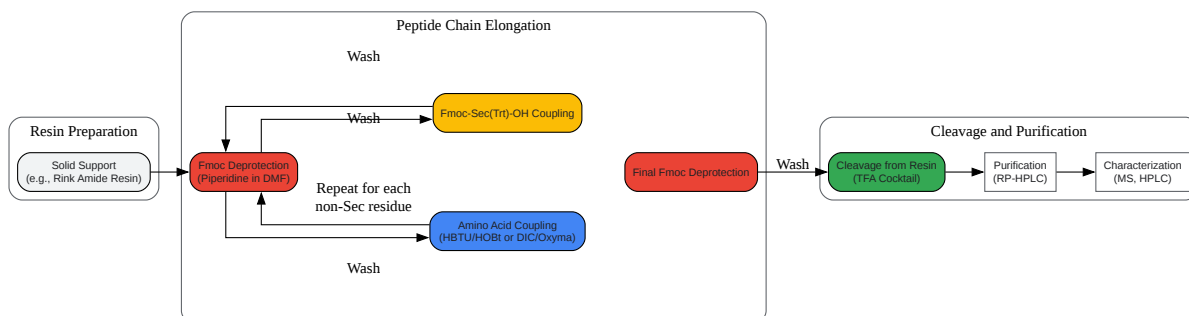 Peptide Chain Elongation
Wash
Fmoc-Sec(Trt)-OH Coupling
Wash
Resin Preparation
Solid Support
(e.g., Rink Amide Resin)
Fmoc Deprotection
(Piperidine in DMF)
Repeat for each
non-Sec residue
Amino Acid Coupling
(HBTU/HOBt or DIC/Oxyma)
Wash
Final Fmoc Deprotection
Wash
Cleavage and Purification
Cleavage from Resin
(TFA Cocktail)
Purification
(RP-HPLC)
Characterization
(MS, HPLC)